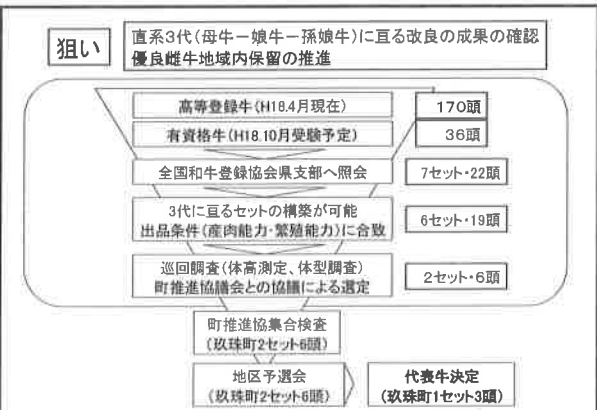 狙い
直系3代(母牛ー娘牛ー孫娘牛)に亘る改良の成果の確認
優良雌牛地域内保留の推進
高等登録牛(H18.4月現在)
170頭
有資格牛(H18.10月受験予定)
36頭
全国和牛登録協会県支部へ照会
7セット・22頭
3代に亘るセットの構築が可能
出品条件(産肉能力・繁殖能力)に合致
6セット・19頭
巡回調査(体高測定、体型調査)
町推進協議会との協議による選定
2セット・6頭
町推進協集合検査
(玖珠町2セット6頭)
地区予選会
(玖珠町2セット6頭)
代表牛決定
(玖珠町1セット3頭)